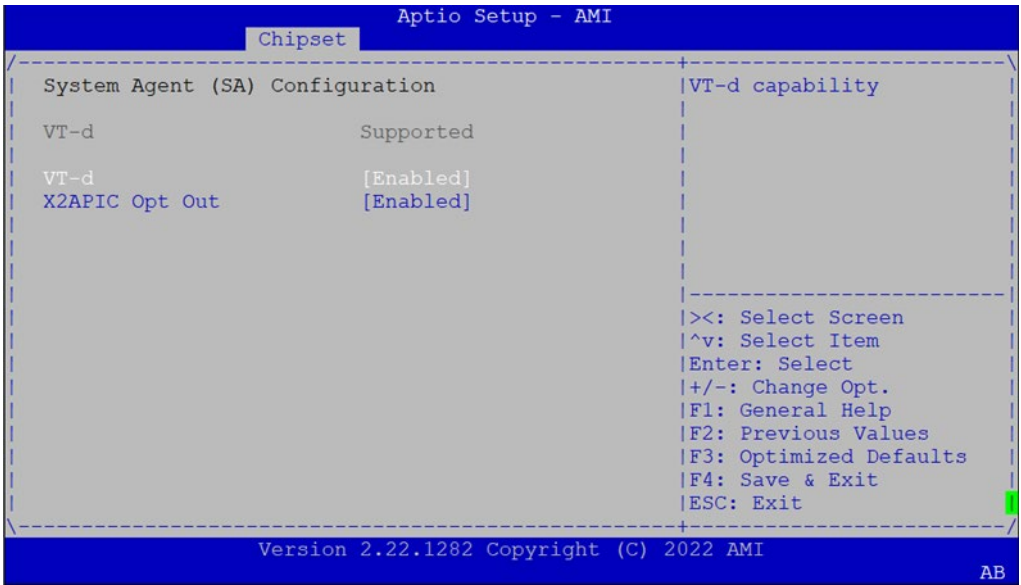 Aptio Setup - AMI
Chipset
System Agent (SA) Configuration
VT-d capability
VT-d Supported
VT-d [Enabled]
X2APIC Opt Out [Enabled]
><: Select Screen
^v: Select Item
Enter: Select
+/-: Change Opt.
F1: General Help
F2: Previous Values
F3: Optimized Defaults
F4: Save & Exit
ESC: Exit
Version 2.22.1282 Copyright (C) 2022 AMI
AB